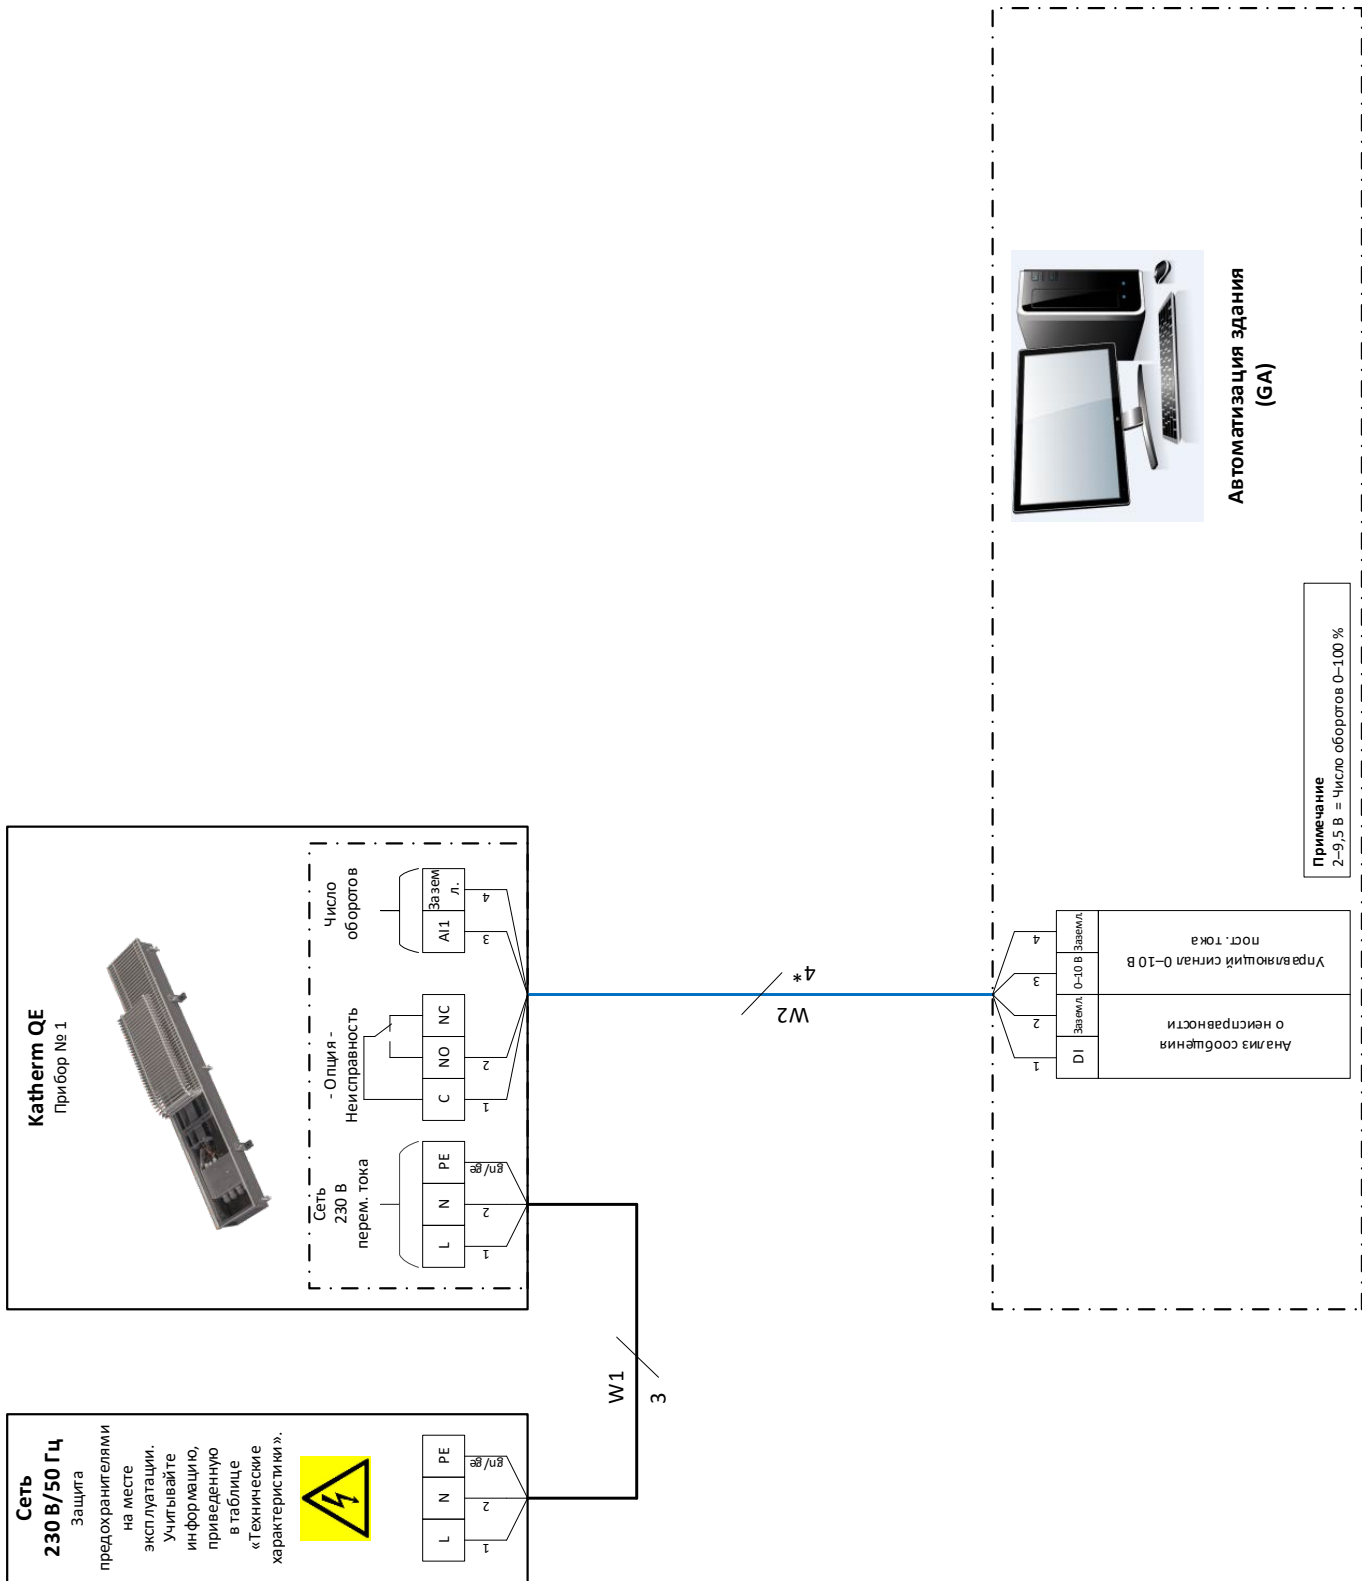 Сеть
230 В/50 Гц
Защита
предохранителями
на месте
эксплуатации.
Учитывайте
информацию,
приведенную
в таблице
«Технические
характеристики».
L
N
PE
1
2
gn/ge
W1
3
Katherm QE
Прибор № 1
Сеть
230 В
перем. тока
L
N
PE
1
2
gn/ge
- Опция -
Неисправность
C
NO
NC
1
2
Число
оборотов
AI1
Зазем
л.
3
4
W2
4*
1
2
3
4
DI
Заземл.
0–10 В
Заземл.
Анализ сообщения
о неисправности
Управляющий сигнал 0–10 В
пост. тока
Примечание
2–9,5 В = Число оборотов 0–100 %
Автоматизация здания
(GA)